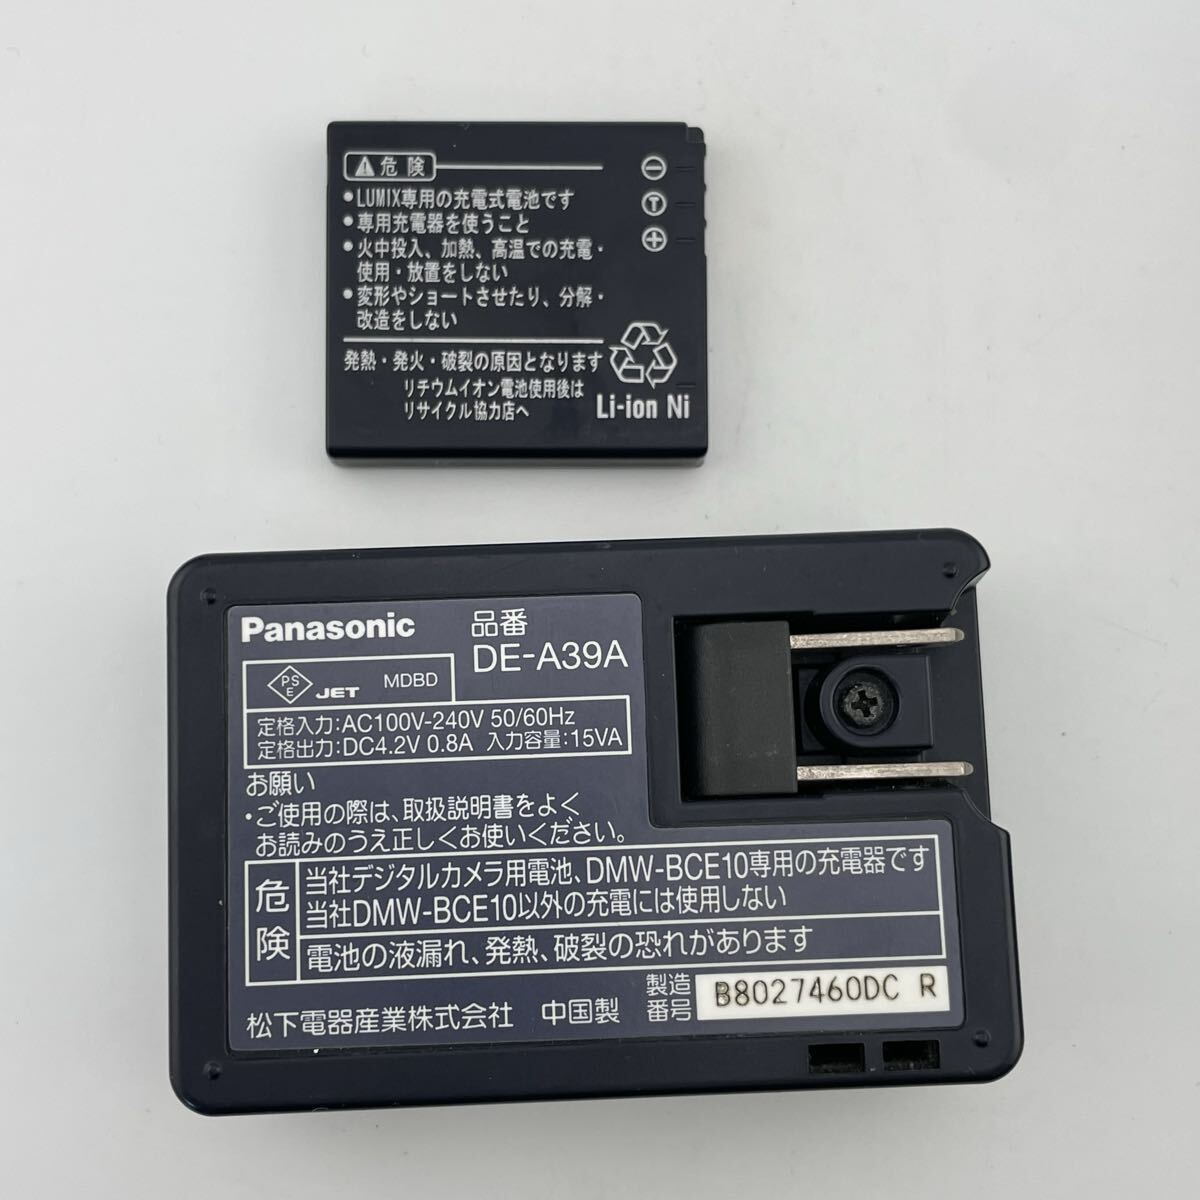 ⚠危険
•LUMIX専用の充電式電池です
•専用充電器を使うこと
•火中投入、加熱、高温での充電・
使用・放置をしない
•変形やショートさせたり、分解・
改造をしない
発熱・発火・破裂の原因となります
リチウムイオン電池使用後は
リサイクル協力店へ
Li-ion Ni
−
T
+
Panasonic
品番
DE-A39A
PSE JET MDBD
定格入力:AC100V-240V 50/60Hz
定格出力:DC4.2V 0.8A 入力容量:15VA
お願い
・ご使用の際は、取扱説明書をよく
お読みのうえ正しくお使いください。
危険
当社デジタルカメラ用電池、DMW-BCE10専用の充電器です
当社DMW-BCE10以外の充電には使用しない
電池の液漏れ、発熱、破裂の恐れがあります
松下電器産業株式会社 中国製
製造番号
B8027460DC R